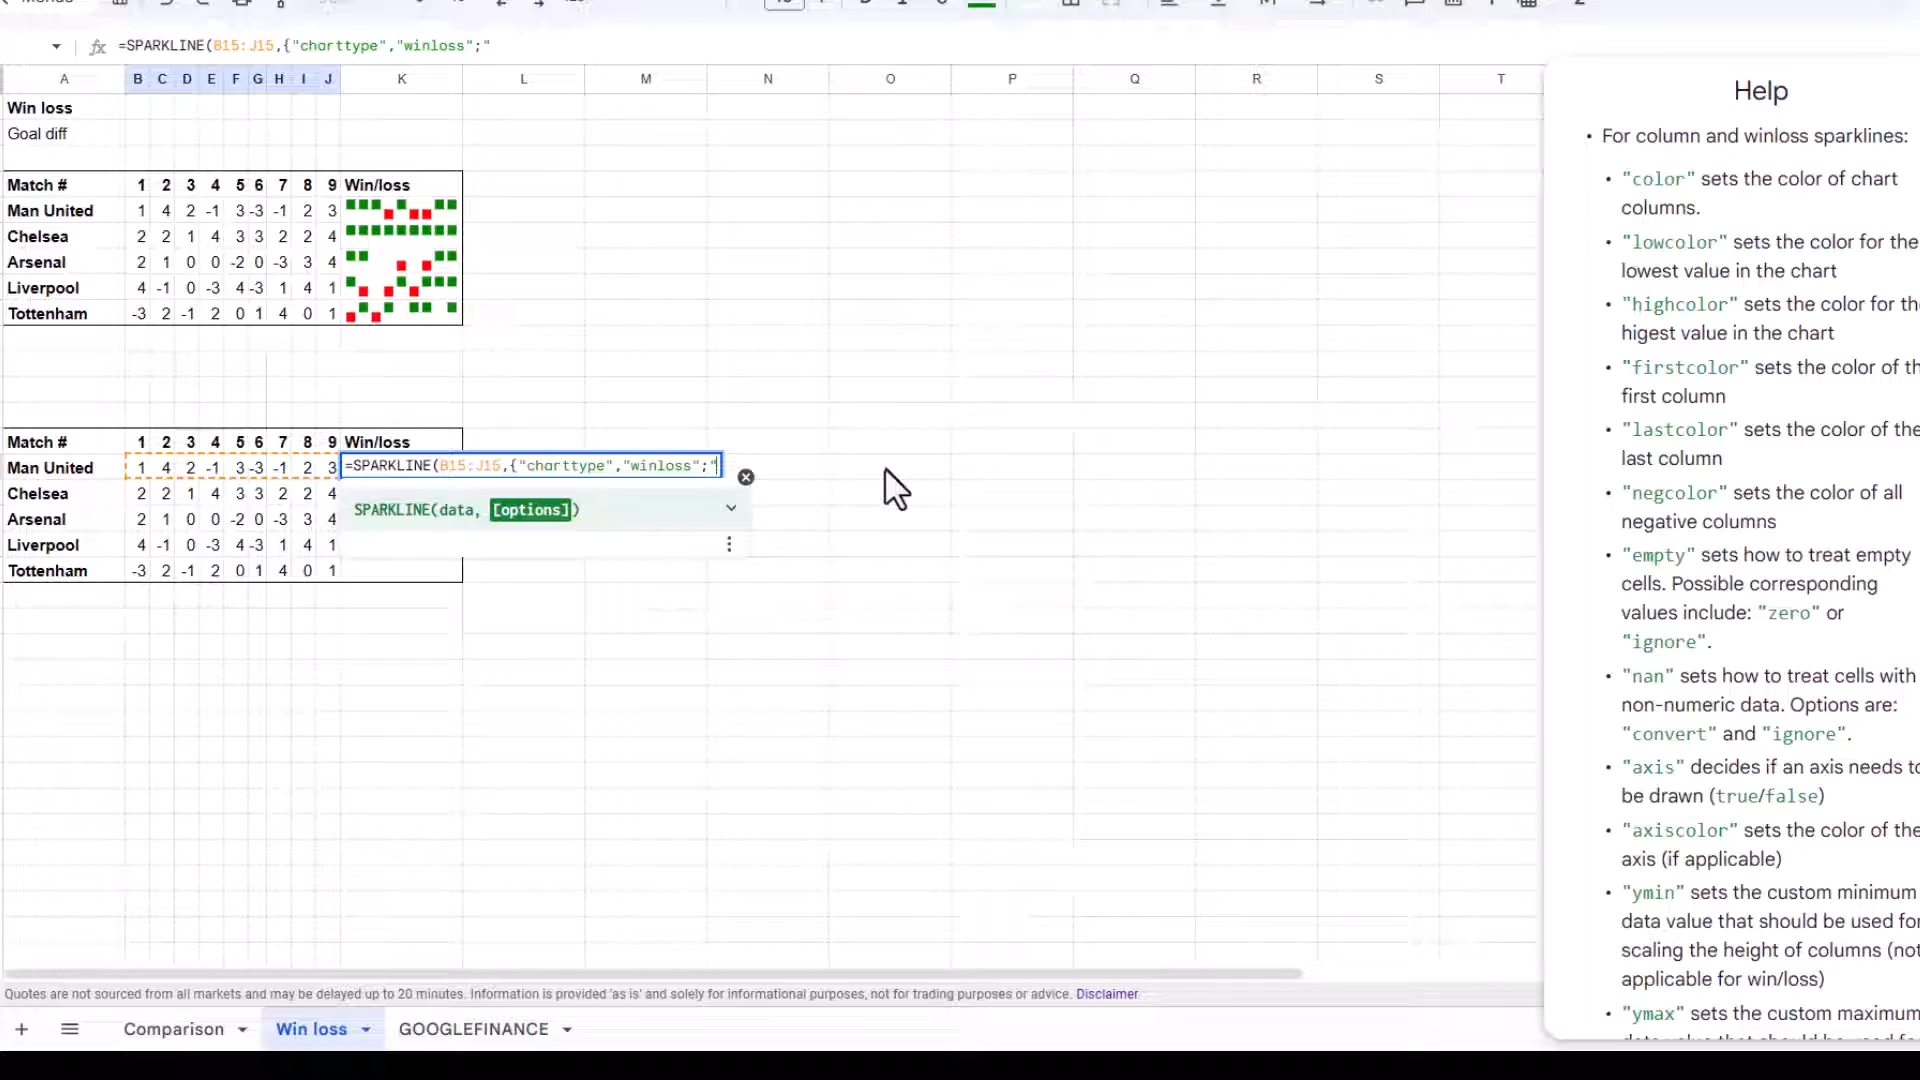 =SPARKLINE(B15:J15,{"charttype","winloss";"
A B C D E F G H I J K L M N O P Q R S T
Win loss
Goal diff
Match # 1 2 3 4 5 6 7 8 9 Win/loss
Man United 1 4 2 -1 3 -3 -1 2 3
Chelsea 2 2 1 4 3 3 2 2 4
Arsenal 2 1 0 0 -2 0 -3 3 4
Liverpool 4 -1 0 -3 4 -3 1 4 1
Tottenham -3 2 -1 2 0 1 4 0 1
Match # 1 2 3 4 5 6 7 8 9 Win/loss
Man United 1 4 2 -1 3 -3 -1 2 3 =SPARKLINE(B15:J15,{"charttype","winloss";"
Chelsea 2 2 1 4 3 3 2 2 4
SPARKLINE(data, [options])
Arsenal 2 1 0 0 -2 0 -3 3 4
Liverpool 4 -1 0 -3 4 -3 1 4 1
Tottenham -3 2 -1 2 0 1 4 0 1
Help
• For column and winloss sparklines:
• "color" sets the color of chart
columns.
• "lowcolor" sets the color for the
lowest value in the chart
• "highcolor" sets the color for the
higest value in the chart
• "firstcolor" sets the color of th
first column
• "lastcolor" sets the color of the
last column
• "negcolor" sets the color of all
negative columns
• "empty" sets how to treat empty
cells. Possible corresponding
values include: "zero" or
"ignore".
• "nan" sets how to treat cells with
non-numeric data. Options are:
"convert" and "ignore".
• "axis" decides if an axis needs to
be drawn (true/false)
• "axiscolor" sets the color of the
axis (if applicable)
• "ymin" sets the custom minimum
data value that should be used for
scaling the height of columns (not
applicable for win/loss)
• "ymax" sets the custom maximum
Quotes are not sourced from all markets and may be delayed up to 20 minutes. Information is provided 'as is' and solely for informational purposes, not for trading purposes or advice. Disclaimer
Comparison Win loss GOOGLEFINANCE